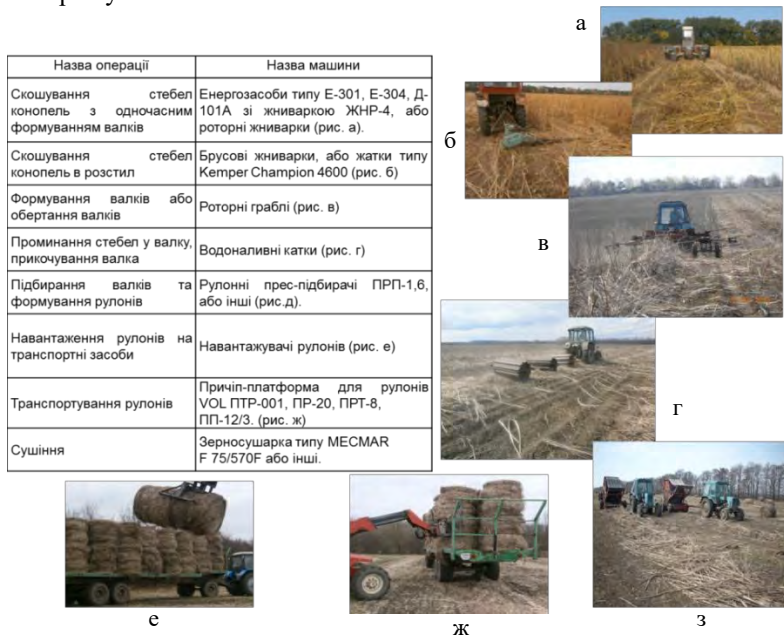 а
Назва операції
Назва машини
Скошування стебел
конопель з одночасним
формуванням валків
Енергозасоби типу Е-301, Е-304, Д-
101А зі жниваркою ЖНР-4, або
роторні жниварки (рис. а).
б
Скошування стебел
конопель в розстил
Брусові жниварки, або жатки типу
Kemper Champion 4600 (рис. б)
Формування валків або
обертання валків
Роторні граблі (рис. в)
в
Проминання стебел у валку,
прикочування валка
Водоналивні катки (рис. г)
Підбирання валків та
формування рулонів
Рулонні прес-підбирачі ПРП-1,6,
або інші (рис.д).
Навантаження рулонів на
транспортні засоби
Навантажувачі рулонів (рис. е)
Транспортування рулонів
Причіп-платформа для рулонів
VOL ПТР-001, ПР-20, ПРТ-8,
ПП-12/3. (рис. ж)
г
Сушіння
Зерносушарка типу MECMAR
F 75/570F або інші.
е
ж
з